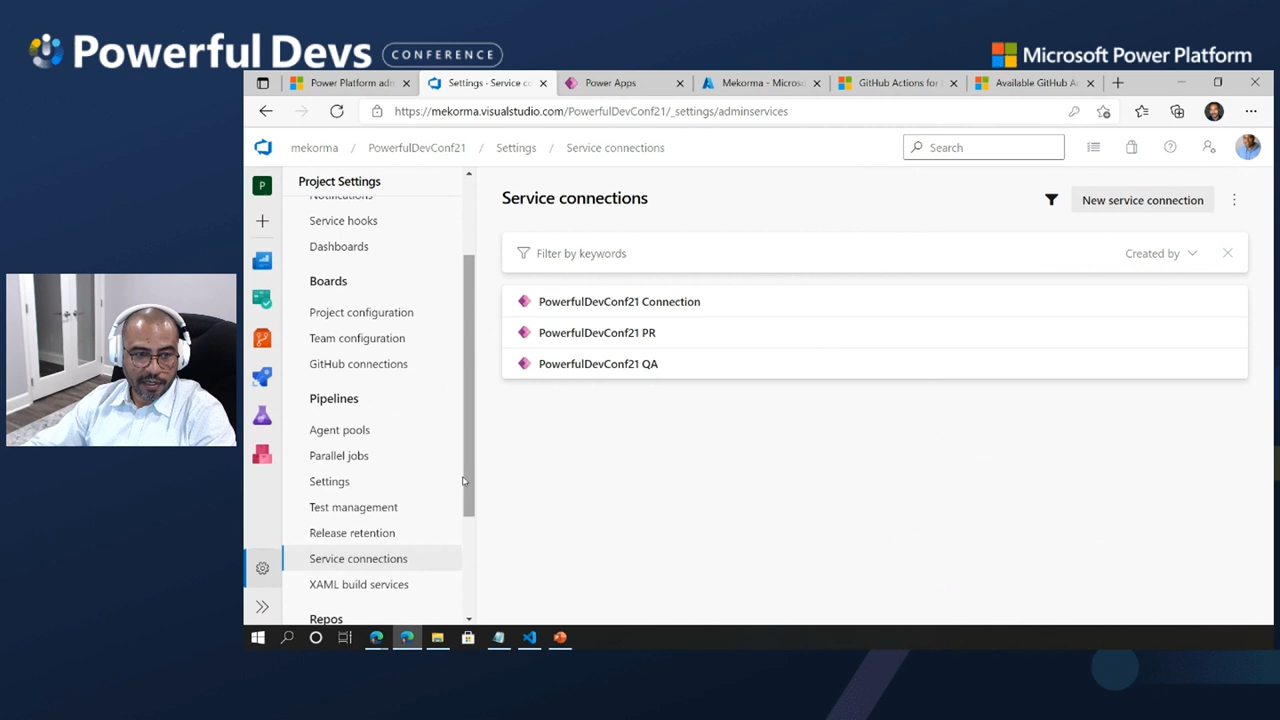 Powerful Devs CONFERENCE
Microsoft Power Platform
Power Platform adm
Settings · Service cc
Power Apps
Mekorma - Micros
GitHub Actions for
Available GitHub A
https://mekorma.visualstudio.com/PowerfulDevConf21/_settings/adminservices
mekorma / PowerfulDevConf21 / Settings / Service connections
Search
P
Project Settings
Notifications
Service hooks
Dashboards
Boards
Project configuration
Team configuration
GitHub connections
Pipelines
Agent pools
Parallel jobs
Settings
Test management
Release retention
Service connections
XAML build services
Repos
Service connections
New service connection
Filter by keywords
Created by
PowerfulDevConf21 Connection
PowerfulDevConf21 PR
PowerfulDevConf21 QA